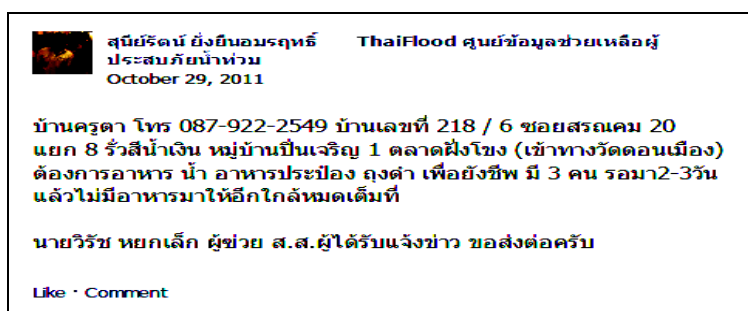 สุนีย์รัตน์ ยั่งยืนอมรฤทธิ์ ThaiFlood ศูนย์ข้อมูลช่วยเหลือผู้
ประสบภัยน้ำท่วม
October 29, 2011
บ้านครูตา โทร 087-922-2549 บ้านเลขที่ 218 / 6 ซอยสรณคม 20
แยก 8 รั้วสีน้ำเงิน หมู่บ้านปิ่นเจริญ 1 ตลาดฝั่งโขง (เข้าทางวัดดอนเมือง)
ต้องการอาหาร น้ำ อาหารประป๋อง ถุงดำ เพื่อยังชีพ มี 3 คน รอมา2-3วัน
แล้วไม่มีอาหารมาให้อีกใกล้หมดเต็มที่
นายวิรัช หยกเล็ก ผู้ช่วย ส.ส.ผู้ได้รับแจ้งข่าว ขอส่งต่อครับ
Like · Comment